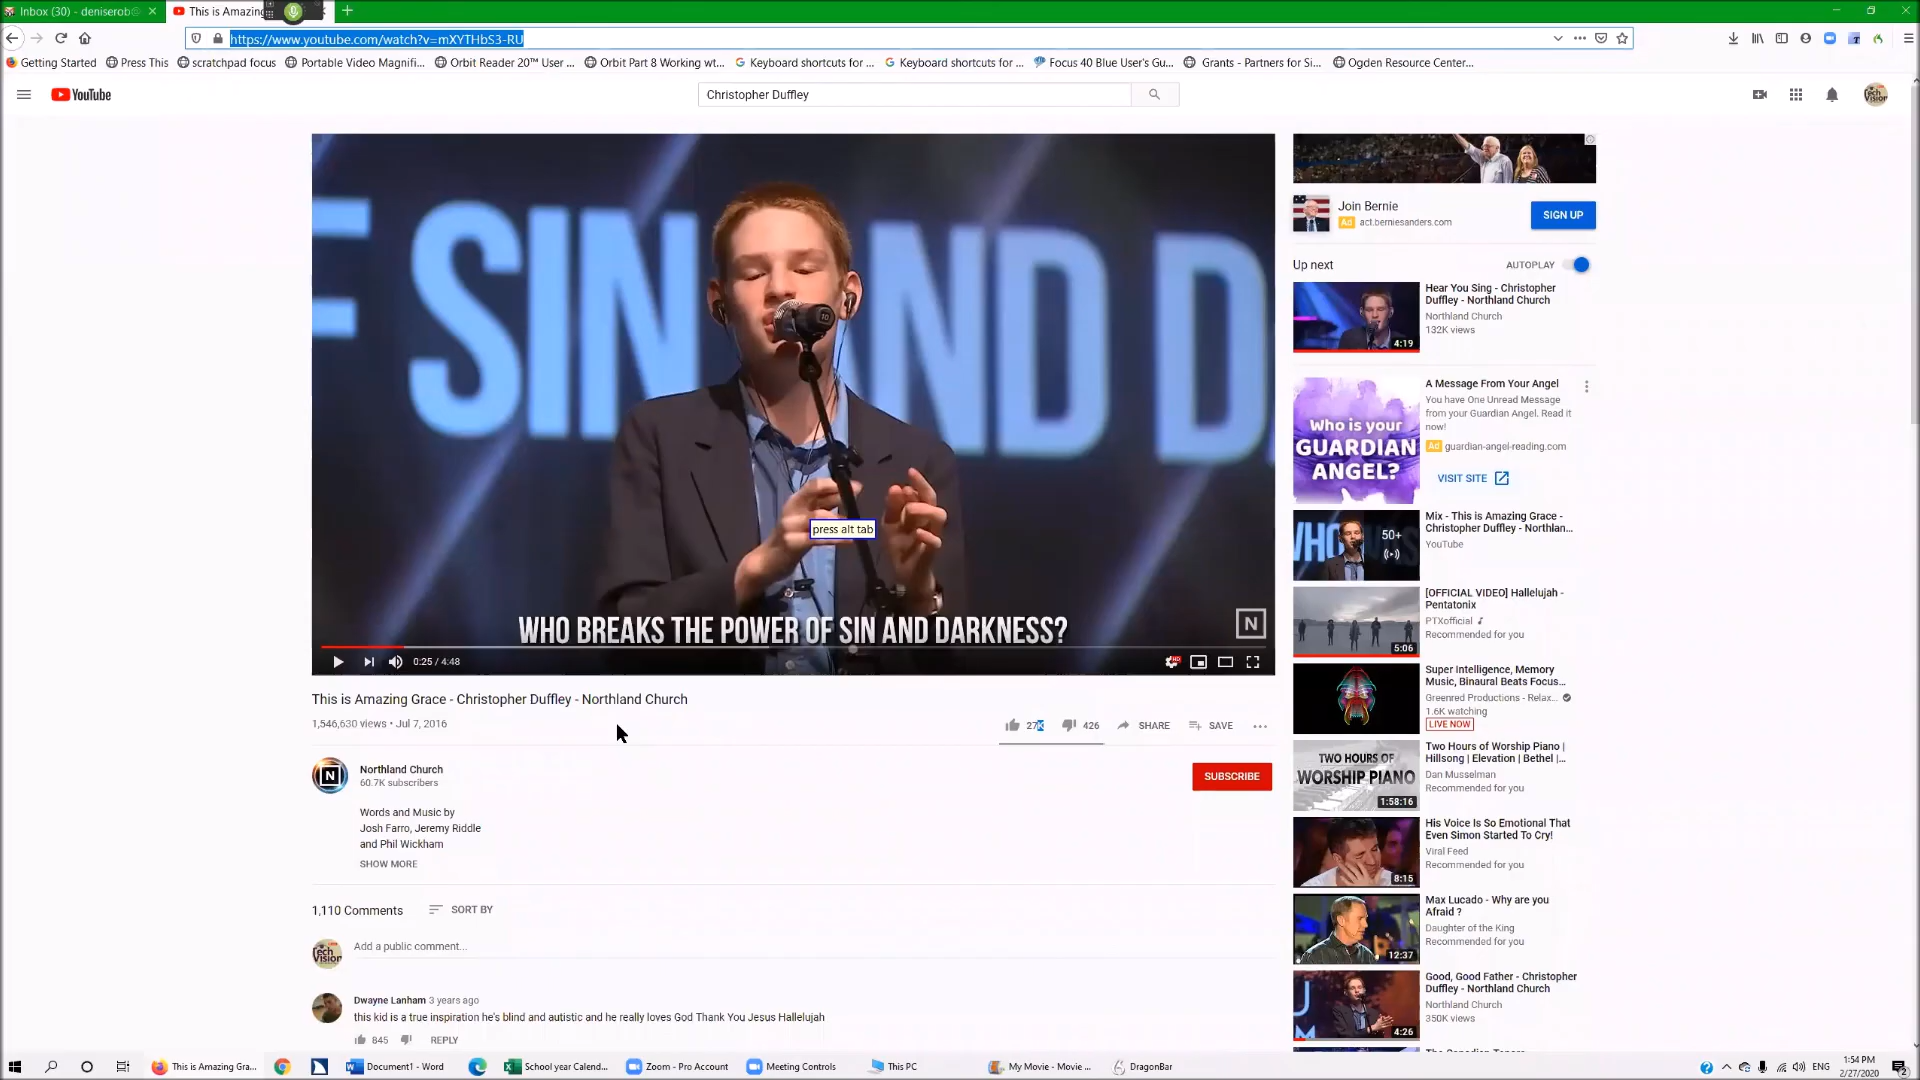 Inbox (30) - deniserob@
This is Amazing
https://www.youtube.com/watch?v=mXYTHbS3-RU
Getting Started
Press This
scratchpad focus
Portable Video Magnifi...
Orbit Reader 20™ User ...
Orbit Part 8 Working wt...
Keyboard shortcuts for ...
Keyboard shortcuts for ...
Focus 40 Blue User's Gu...
Grants - Partners for Si...
Ogden Resource Center...
YouTube
Christopher Duffley
Tech
Vision
F SIN AND D
press alt tab
WHO BREAKS THE POWER OF SIN AND DARKNESS?
N
0:25 / 4:48
HD
This is Amazing Grace - Christopher Duffley - Northland Church
1,546,630 views • Jul 7, 2016
27K
426
SHARE
SAVE
N
Northland Church
60.7K subscribers
SUBSCRIBE
Words and Music by
Josh Farro, Jeremy Riddle
and Phil Wickham
SHOW MORE
1,110 Comments
SORT BY
Tech
Vision
Add a public comment...
Dwayne Lanham 3 years ago
this kid is a true inspiration he's blind and autistic and he really loves God Thank You Jesus Hallelujah
845
REPLY
Join Bernie
Ad act.berniesanders.com
SIGN UP
Up next
AUTOPLAY
4:19
Hear You Sing - Christopher
Duffley - Northland Church
Northland Church
132K views
Who is your
GUARDIAN
ANGEL?
A Message From Your Angel
You have One Unread Message
from your Guardian Angel. Read it
now!
Ad guardian-angel-reading.com
VISIT SITE
50+
Mix - This is Amazing Grace -
Christopher Duffley - Northlan...
YouTube
5:06
[OFFICIAL VIDEO] Hallelujah -
Pentatonix
PTXofficial
Recommended for you
Super Intelligence, Memory
Music, Binaural Beats Focus...
Greenred Productions - Relax...
1.6K watching
LIVE NOW
TWO HOURS OF
WORSHIP PIANO
1:58:16
Two Hours of Worship Piano |
Hillsong | Elevation | Bethel |...
Dan Musselman
Recommended for you
8:15
His Voice Is So Emotional That
Even Simon Started To Cry!
Viral Feed
Recommended for you
12:37
Max Lucado - Why are you
Afraid ?
Daughter of the King
Recommended for you
4:26
Good, Good Father - Christopher
Duffley - Northland Church
Northland Church
350K views
This is Amazing Gra...
Document1 - Word
School year Calend...
Zoom - Pro Account
Meeting Controls
This PC
My Movie - Movie ...
DragonBar
ENG
1:54 PM
2/27/2020
2